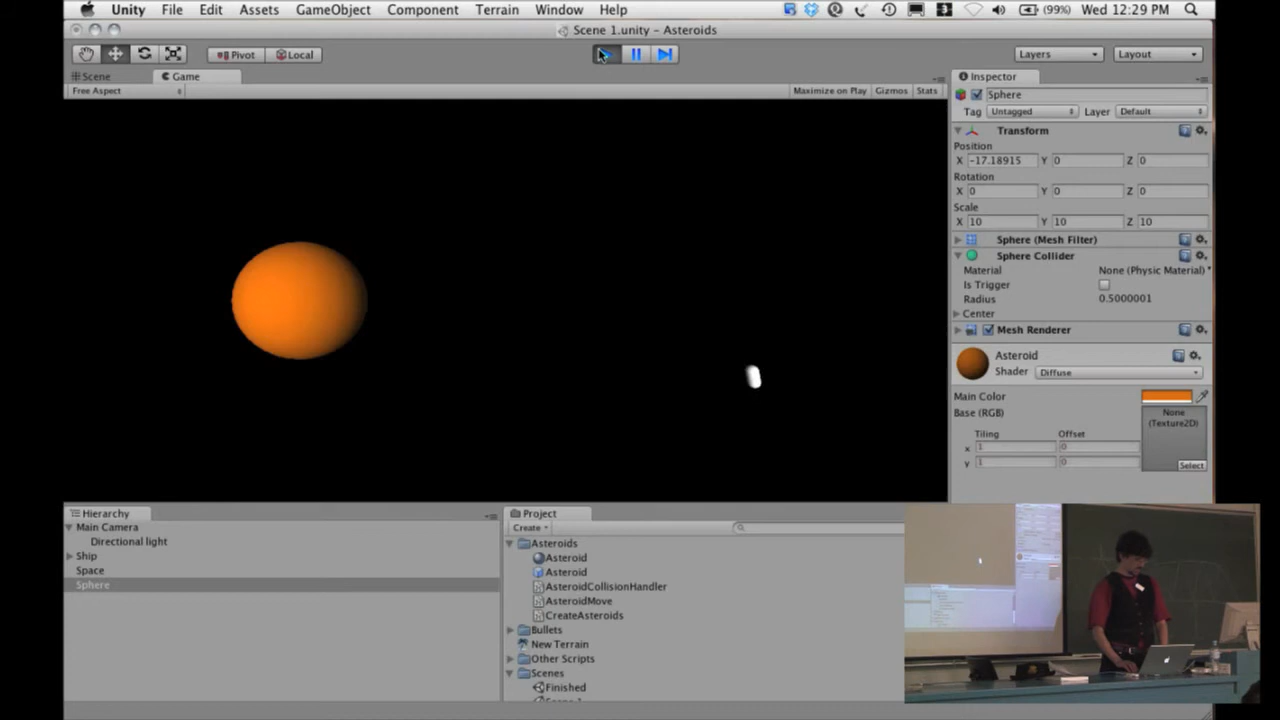 Unity File Edit Assets GameObject Component Terrain Window Help (99%) Wed 12:29 PM
Scene 1.unity – Asteroids
Pivot Local Layers Layout
Scene Game
Free Aspect Maximize on Play Gizmos Stats
Inspector
Sphere
Tag Untagged Layer Default
Transform
Position
X -17.18915 Y 0 Z 0
Rotation
X 0 Y 0 Z 0
Scale
X 10 Y 10 Z 10
Sphere (Mesh Filter)
Sphere Collider
Material None (Physic Material)
Is Trigger
Radius 0.5000001
Center
Mesh Renderer
Asteroid
Shader Diffuse
Main Color
Base (RGB)
None
(Texture2D)
Tiling Offset
x 1 0
y 1 0
Select
Hierarchy
Main Camera
Directional light
Ship
Space
Sphere
Project
Create
Asteroids
Asteroid
Asteroid
AsteroidCollisionHandler
AsteroidMove
CreateAsteroids
Bullets
New Terrain
Other Scripts
Scenes
Finished